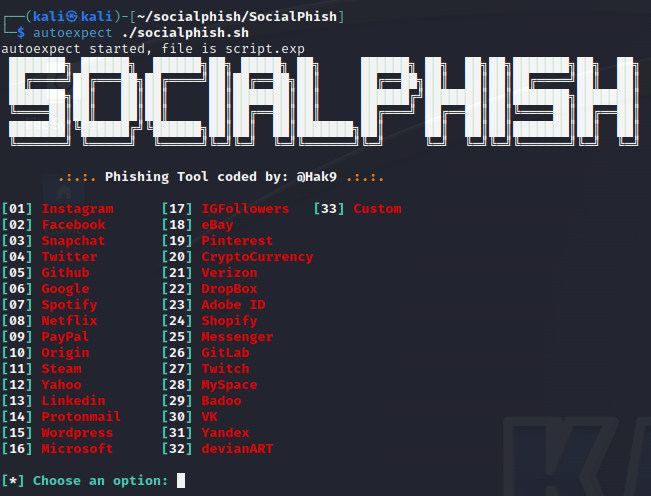 ┌──(kali㉿kali)-[~/socialphish/SocialPhish]
└─$ autoexpect ./socialphish.sh
autoexpect started, file is script.exp
SOCIALPHISH
.:.:. Phishing Tool coded by: @Hak9 .:.:.
[01] Instagram [17] IGFollowers [33] Custom
[02] Facebook [18] eBay
[03] Snapchat [19] Pinterest
[04] Twitter [20] CryptoCurrency
[05] Github [21] Verizon
[06] Google [22] DropBox
[07] Spotify [23] Adobe ID
[08] Netflix [24] Shopify
[09] PayPal [25] Messenger
[10] Origin [26] GitLab
[11] Steam [27] Twitch
[12] Yahoo [28] MySpace
[13] Linkedin [29] Badoo
[14] Protonmail [30] VK
[15] Wordpress [31] Yandex
[16] Microsoft [32] devianART
[*] Choose an option: